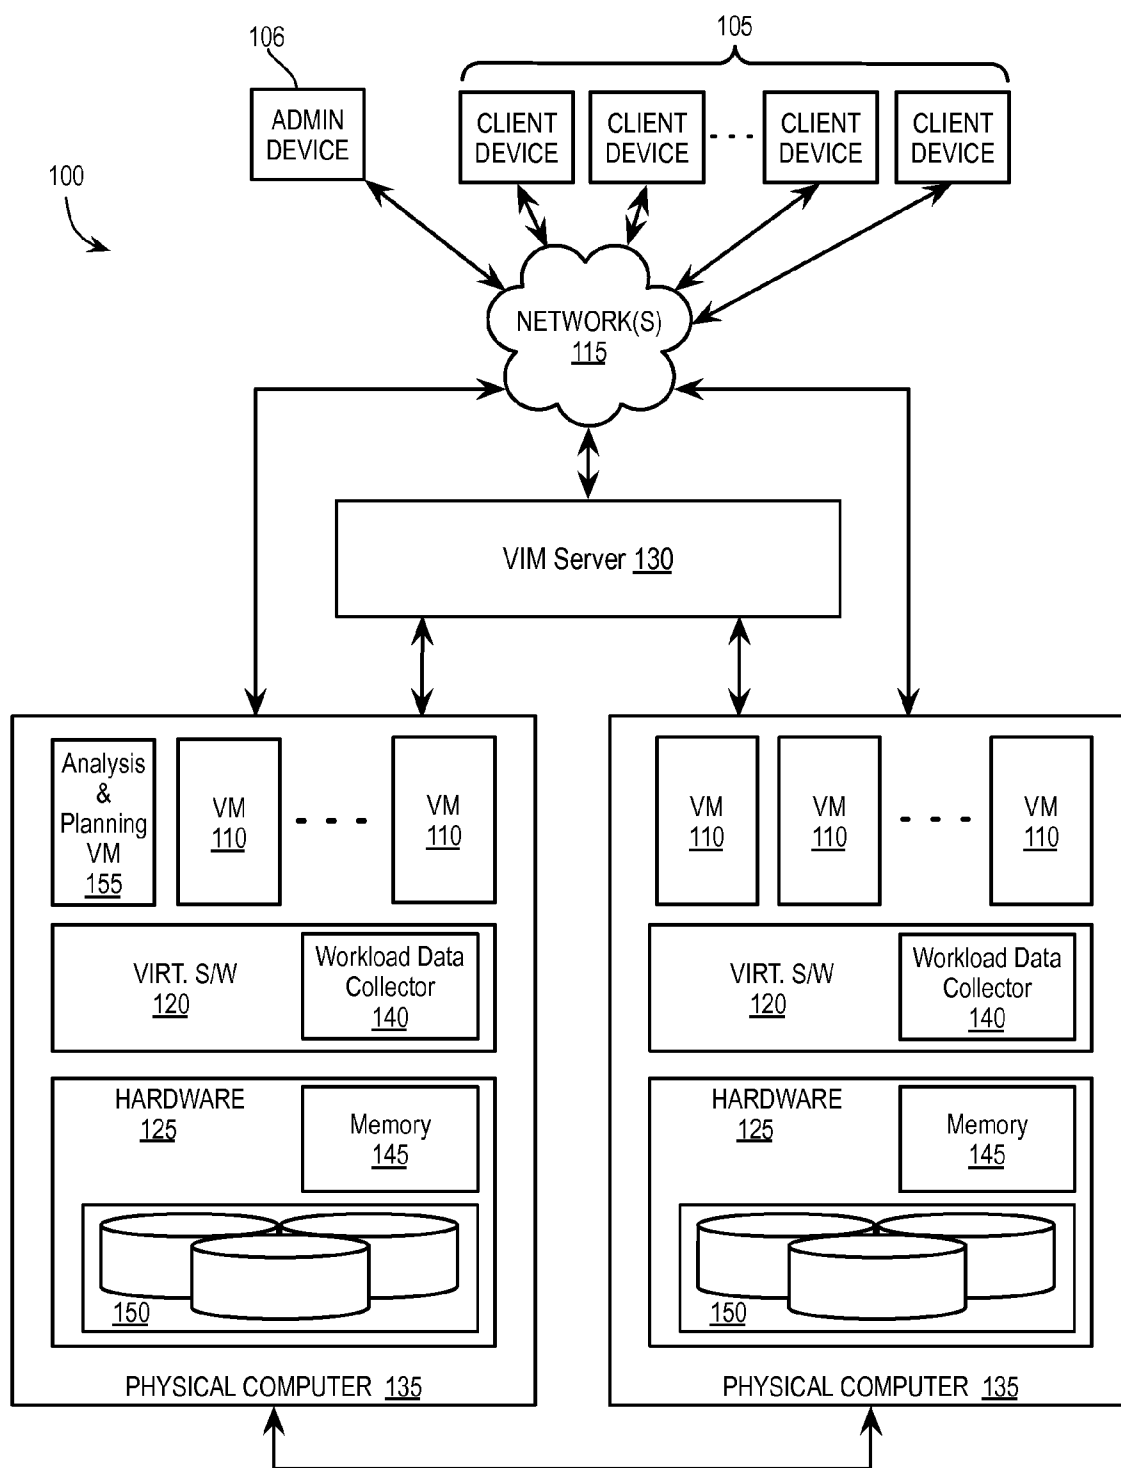 105
106
ADMIN
DEVICE
CLIENT
DEVICE
CLIENT
DEVICE
CLIENT
DEVICE
CLIENT
DEVICE
100
NETWORK(S)
115
VIM Server 130
Analysis
&
Planning
VM
155
VM
110
VM
110
VIRT. S/W
120
Workload Data
Collector
140
HARDWARE
125
Memory
145
150
PHYSICAL COMPUTER 135
VM
110
VM
110
VM
110
VIRT. S/W
120
Workload Data
Collector
140
HARDWARE
125
Memory
145
150
PHYSICAL COMPUTER 135